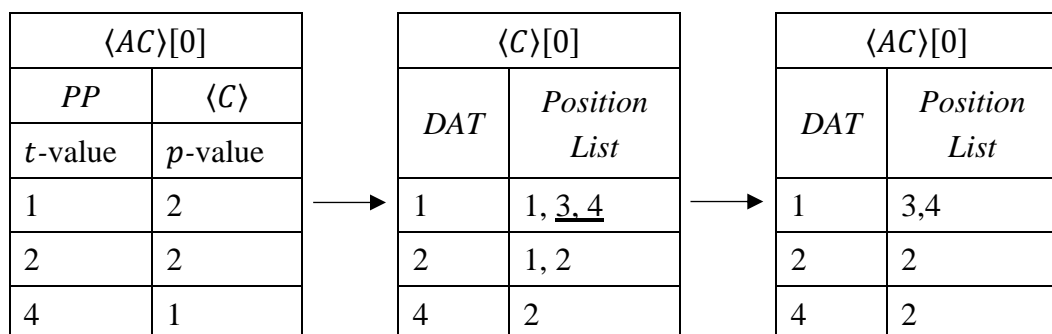 ⟨𝐴𝐶⟩[0]
𝑃𝑃 ⟨𝐶⟩
𝑡-value 𝑝-value
1 2
2 2
4 1
⟨𝐶⟩[0]
DAT Position
List
1 1, 3, 4
2 1, 2
4 2
⟨𝐴𝐶⟩[0]
DAT Position
List
1 3,4
2 2
4 2